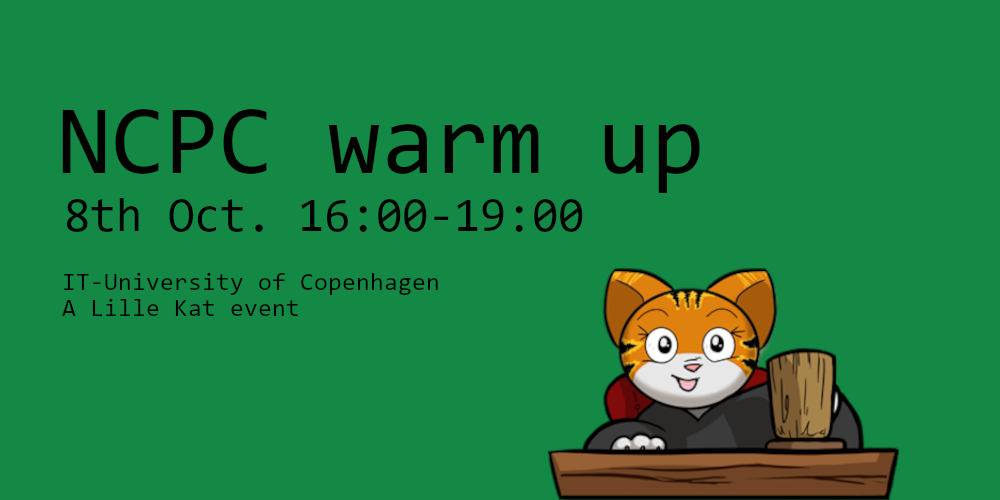 NCPC warm up
8th Oct. 16:00-19:00
IT-University of Copenhagen
A Lille Kat event